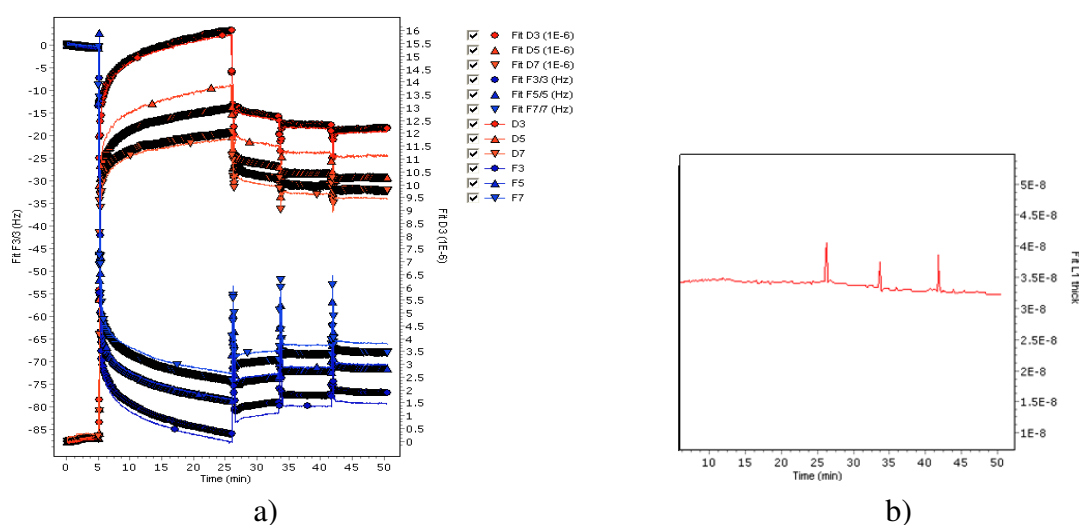 0
-5
-10
-15
-20
-25
-30
-35
-40
-45
-50
-55
-60
-65
-70
-75
-80
-85
Fit F3/3 (Hz)
16
15.5
15
14.5
14
13.5
13
12.5
12
11.5
11
10.5
10
9.5
9
8.5
8
7.5
7
6.5
6
5.5
5
4.5
4
3.5
3
2.5
2
1.5
1
0.5
0
Fit D3 (1E-6)
0 5 10 15 20 25 30 35 40 45 50
Time (min)
Fit D3 (1E-6)
Fit D5 (1E-6)
Fit D7 (1E-6)
Fit F3/3 (Hz)
Fit F5/5 (Hz)
Fit F7/7 (Hz)
D3
D5
D7
F3
F5
F7
a)
5E-8
4.5E-8
4E-8
3.5E-8
3E-8
2.5E-8
2E-8
1.5E-8
1E-8
Fit L1 thick
10 15 20 25 30 35 40 45 50
Time (min)
b)